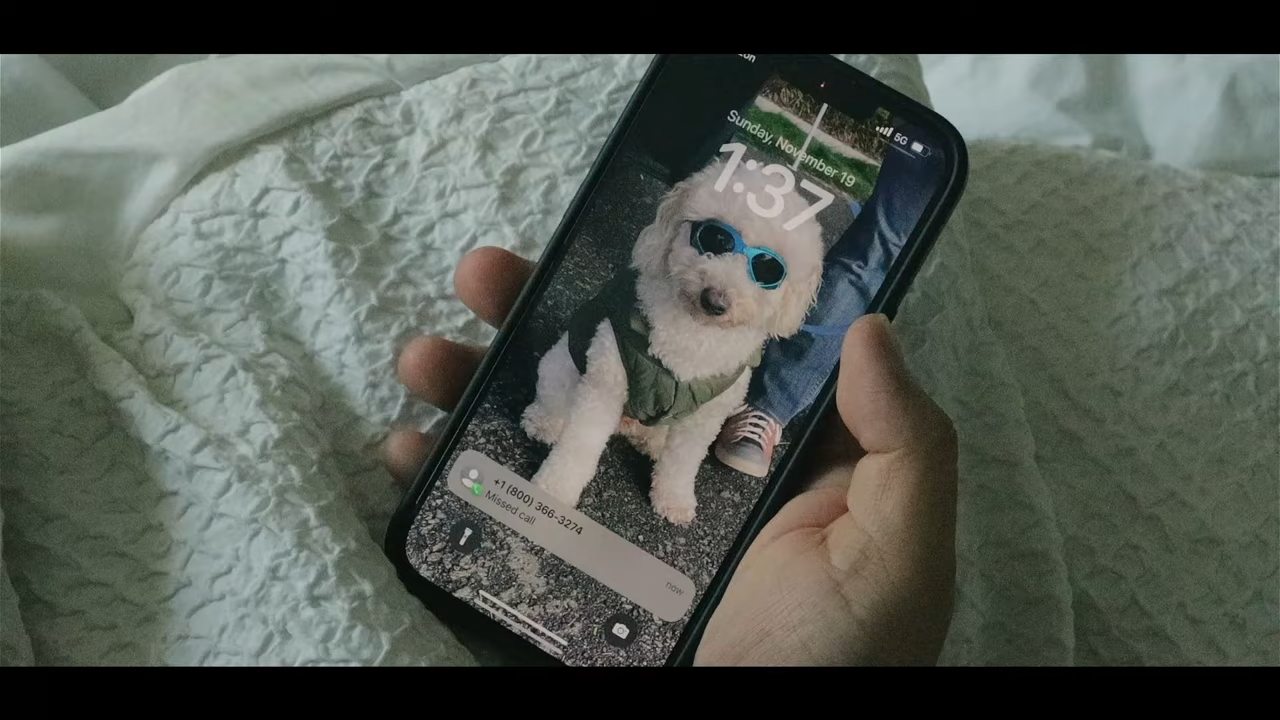 5G
Sunday, November 19
1:37
+1 (800) 366-3274
Missed call
now